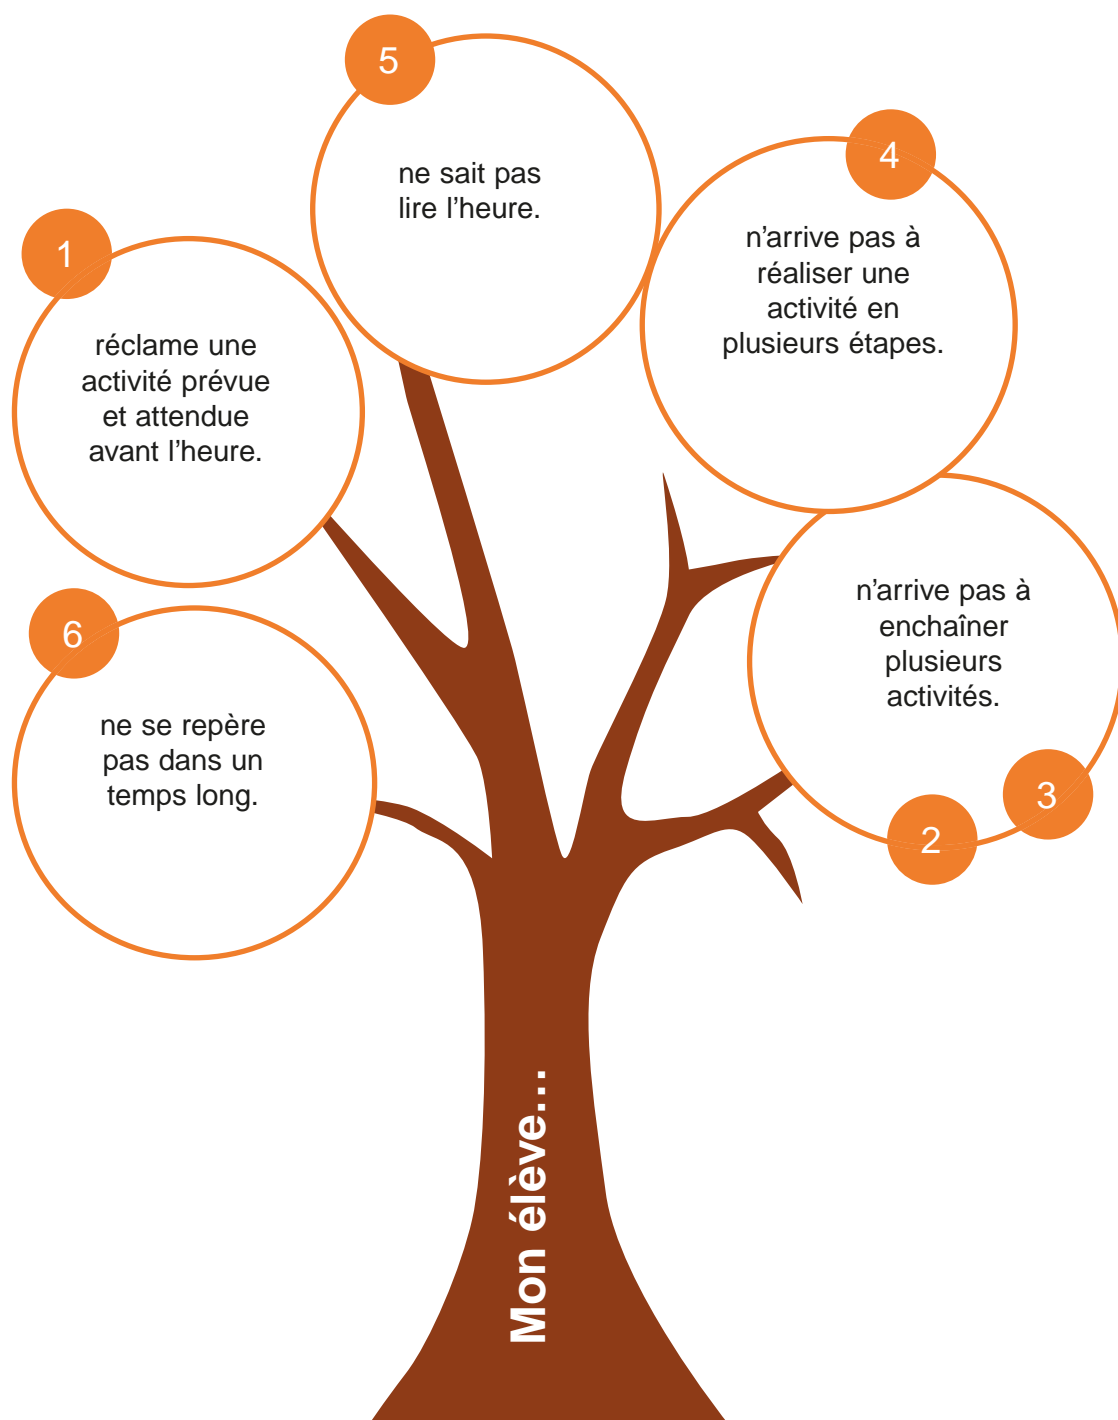 5
ne sait pas
lire l'heure.
4
n'arrive pas à
réaliser une
activité en
plusieurs étapes.
1
réclame une
activité prévue
et attendue
avant l'heure.
n'arrive pas à
enchaîner
plusieurs
activités.
3
2
6
ne se repère
pas dans un
temps long.
Mon élève...